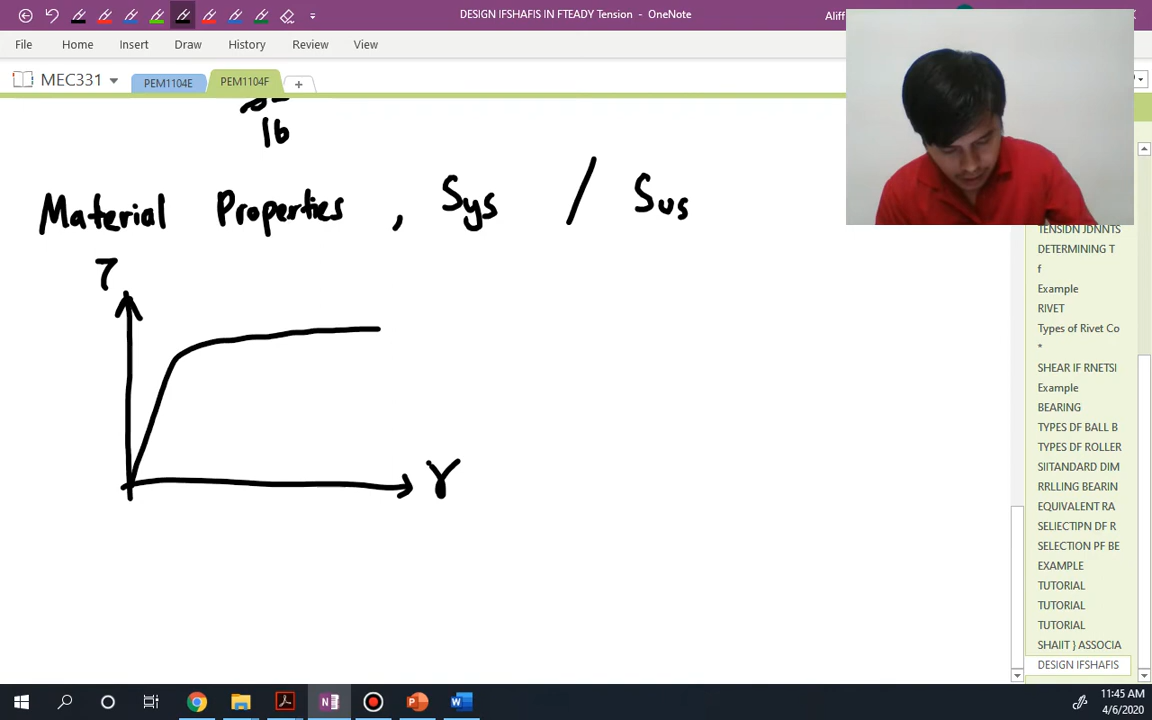 DESIGN IFSHAFIS IN FTEADY Tension - OneNote
Aliff
File Home Insert Draw History Review View
MEC331 PEM1104E PEM1104F
16
Material Properties , Sys / Sus
τ
γ
TENSIDN JDNNTS
DETERMINING T
f
Example
RIVET
Types of Rivet Co
*
SHEAR IF RNETSI
Example
BEARING
TYPES DF BALL B
TYPES DF ROLLER
SIITANDARD DIM
RRLLING BEARIN
EQUIVALENT RA
SELIECTIPN DF R
SELECTION PF BE
EXAMPLE
TUTORIAL
TUTORIAL
TUTORIAL
SHAIIT } ASSOCIA
DESIGN IFSHAFIS
11:45 AM
4/6/2020